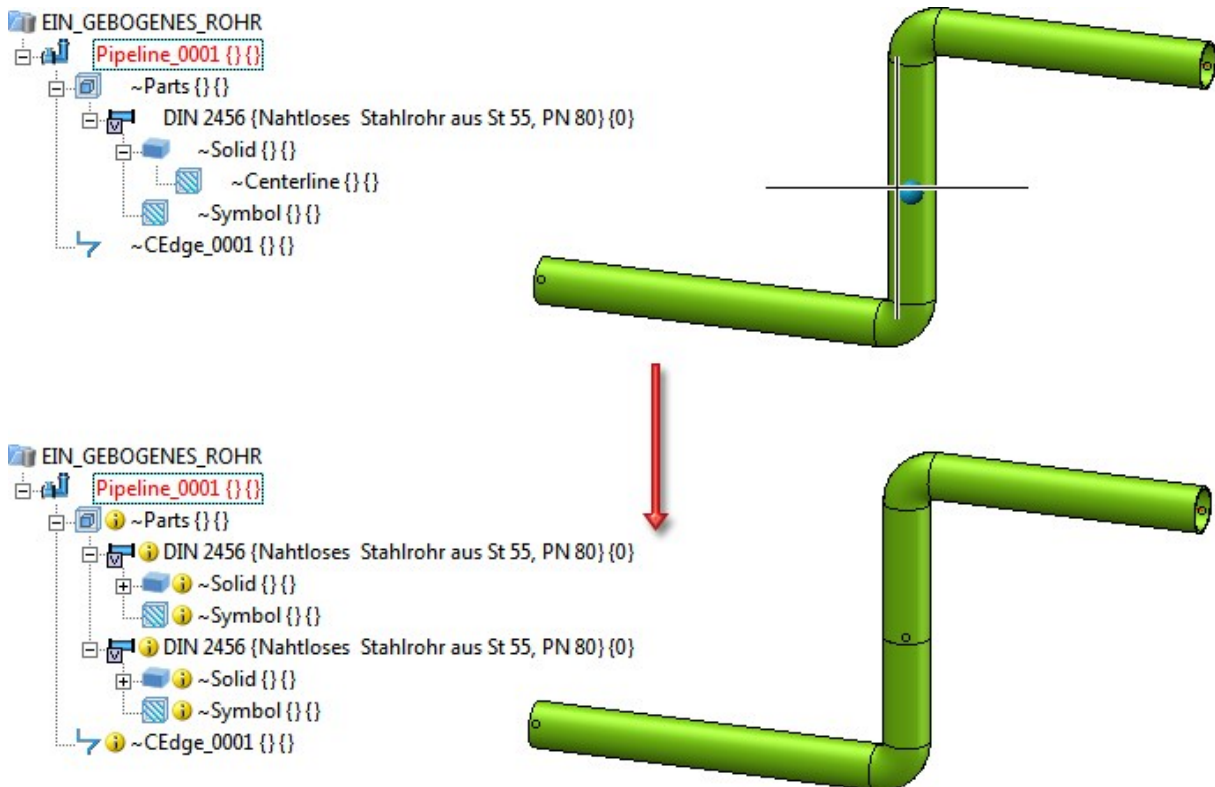 EIN_GEBOGENES_ROHR
Pipeline_0001 {} {}
~Parts {} {}
DIN 2456 {Nahtloses  Stahlrohr aus St 55, PN 80} {0}
~Solid {} {}
~Centerline {} {}
~Symbol {} {}
~CEdge_0001 {} {}
EIN_GEBOGENES_ROHR
Pipeline_0001 {} {}
~Parts {} {}
DIN 2456 {Nahtloses  Stahlrohr aus St 55, PN 80} {0}
~Solid {} {}
~Symbol {} {}
DIN 2456 {Nahtloses  Stahlrohr aus St 55, PN 80} {0}
~Solid {} {}
~Symbol {} {}
~CEdge_0001 {} {}